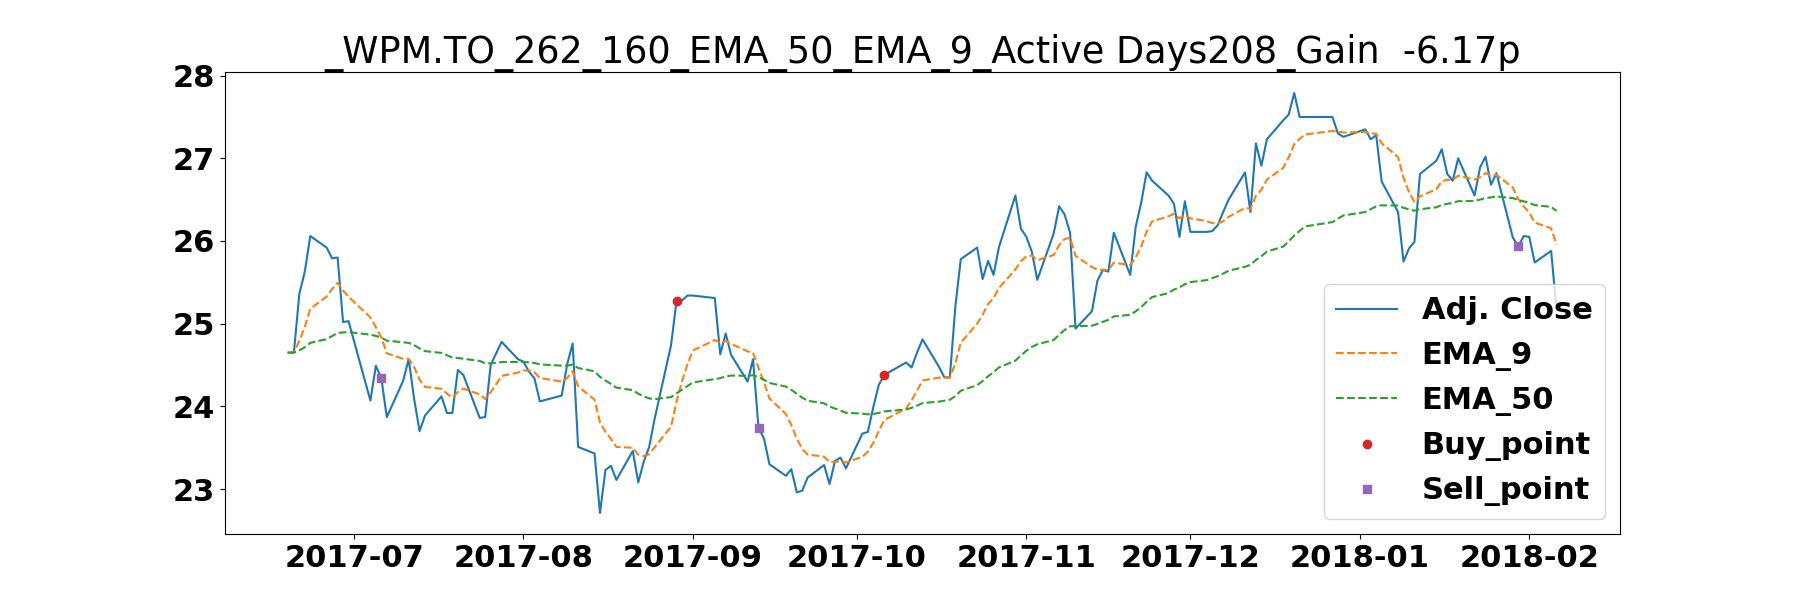 _WPM.TO_262_160_EMA_50_EMA_9_Active Days208_Gain  -6.17p
28
27
26
25
24
23
Adj. Close
EMA_9
EMA_50
Buy_point
Sell_point
2017-07 2017-08 2017-09 2017-10 2017-11 2017-12 2018-01 2018-02